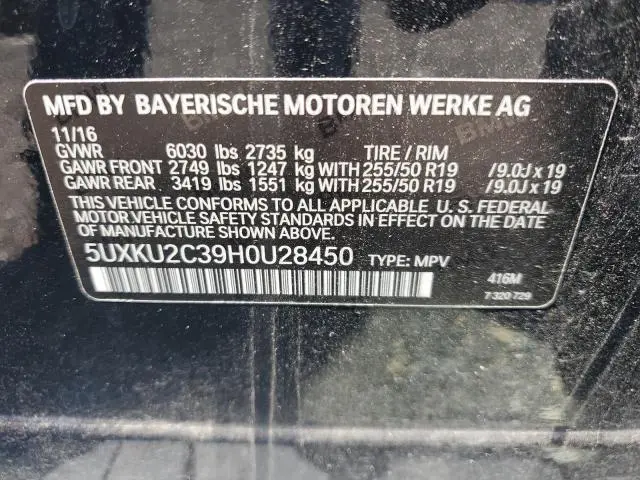 MFD BY BAYERISCHE MOTOREN WERKE AG
11/16
GVWR 6030 lbs 2735 kg TIRE / RIM
GAWR FRONT 2749 lbs 1247 kg WITH 255/50 R19 /9.0J x 19
GAWR REAR 3419 lbs 1551 kg WITH 255/50 R19 /9.0J x 19
THIS VEHICLE CONFORMS TO ALL APPLICABLE U. S. FEDERAL
MOTOR VEHICLE SAFETY STANDARDS IN EFFECT ON THE DATE OF
MANUFACTURE SHOWN ABOVE.
5UXKU2C39H0U28450 TYPE: MPV
416M
7 320 729